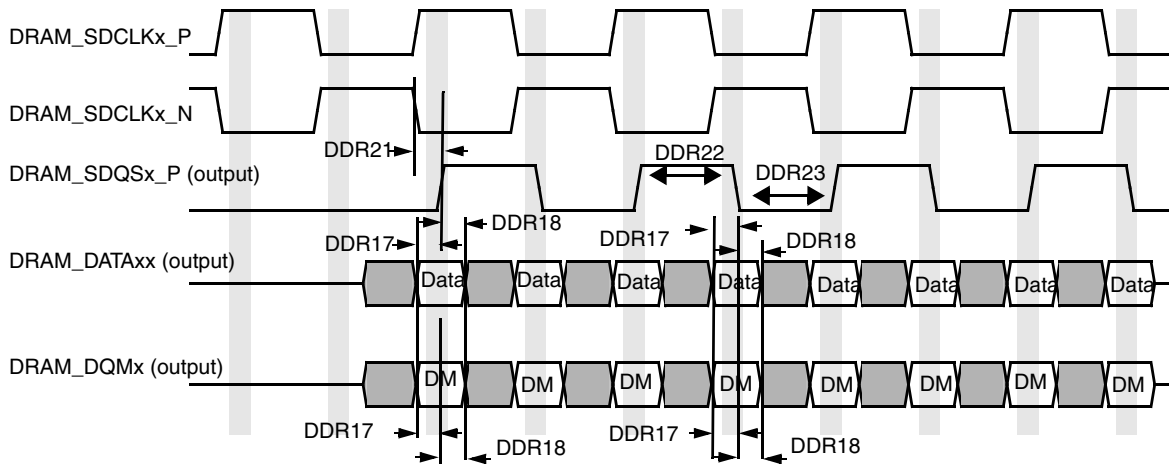 DRAM_SDCLKx_P
DRAM_SDCLKx_N
DDR21
DDR22
DRAM_SDQSx_P (output)
DDR23
DDR18
DDR17
DDR17
DDR18
DRAM_DATAxx (output)
Data Data Data Data Data Data Data Data
DRAM_DQMx (output)
DM DM DM DM DM DM DM DM
DDR17
DDR17
DDR18
DDR18